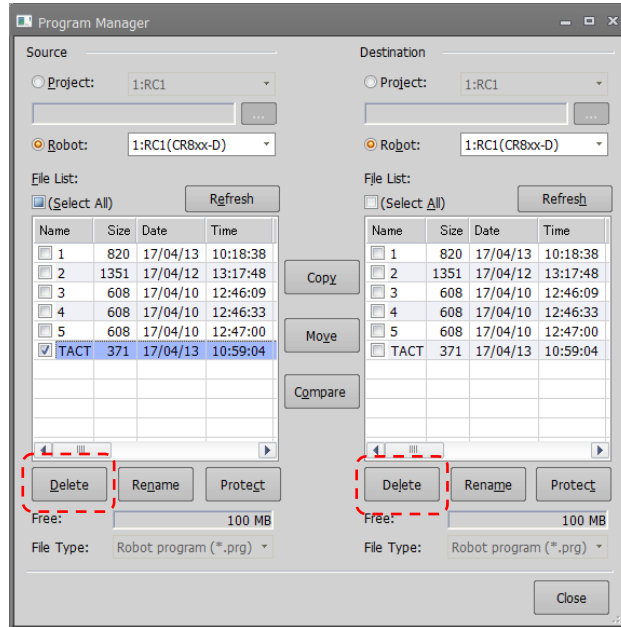 Program Manager
Source
Destination
Project: 1:RC1
Project: 1:RC1
...
...
Robot: 1:RC1(CR8xx-D)
Robot: 1:RC1(CR8xx-D)
File List:
File List:
(Select All) Refresh
(Select All) Refresh
Name Size Date Time
1 820 17/04/13 10:18:38
2 1351 17/04/12 13:17:48
3 608 17/04/10 12:46:09
4 608 17/04/10 12:46:33
5 608 17/04/10 12:47:00
TACT 371 17/04/13 10:59:04
Copy
Move
Compare
Name Size Date Time
1 820 17/04/13 10:18:38
2 1351 17/04/12 13:17:48
3 608 17/04/10 12:46:09
4 608 17/04/10 12:46:33
5 608 17/04/10 12:47:00
TACT 371 17/04/13 10:59:04
Delete Rename Protect
Delete Rename Protect
Free: 100 MB
Free: 100 MB
File Type: Robot program (*.prg)
File Type: Robot program (*.prg)
Close